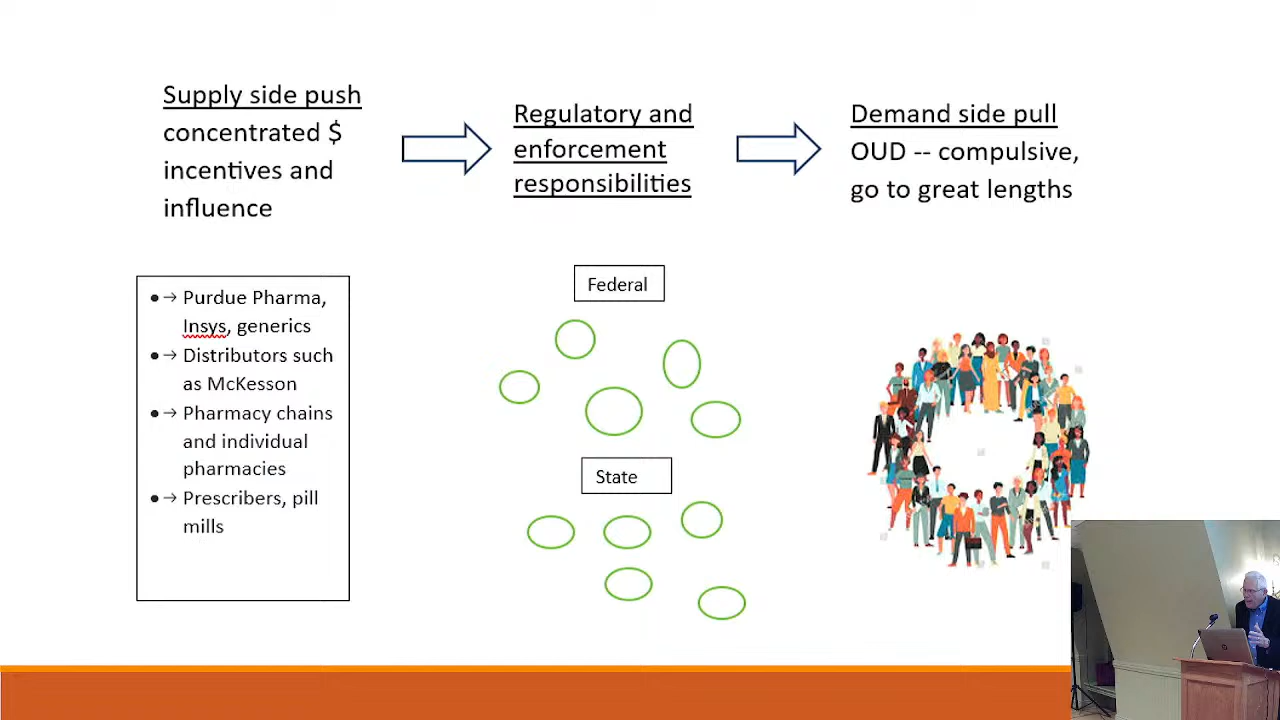 Supply side push
concentrated $
incentives and
influence
Regulatory and
enforcement
responsibilities
Demand side pull
OUD -- compulsive,
go to great lengths
●→ Purdue Pharma,
Insys, generics
●→ Distributors such
as McKesson
●→ Pharmacy chains
and individual
pharmacies
●→ Prescribers, pill
mills
Federal
State